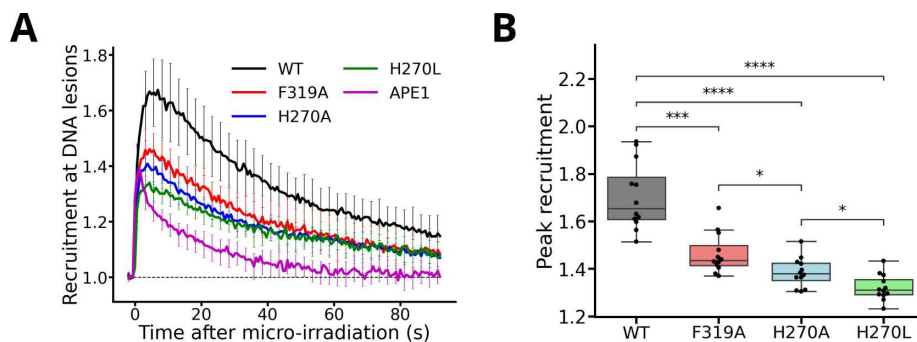 A
Recruitment at DNA lesions
1.8
1.6
1.4
1.2
1.0
WT
F319A
H270A
H270L
APE1
0
20
40
60
80
Time after micro-irradiation (s)
B
Peak recruitment
2.2
2.0
1.8
1.6
1.4
1.2
****
****
***
*
*
WT F319A H270A H270L